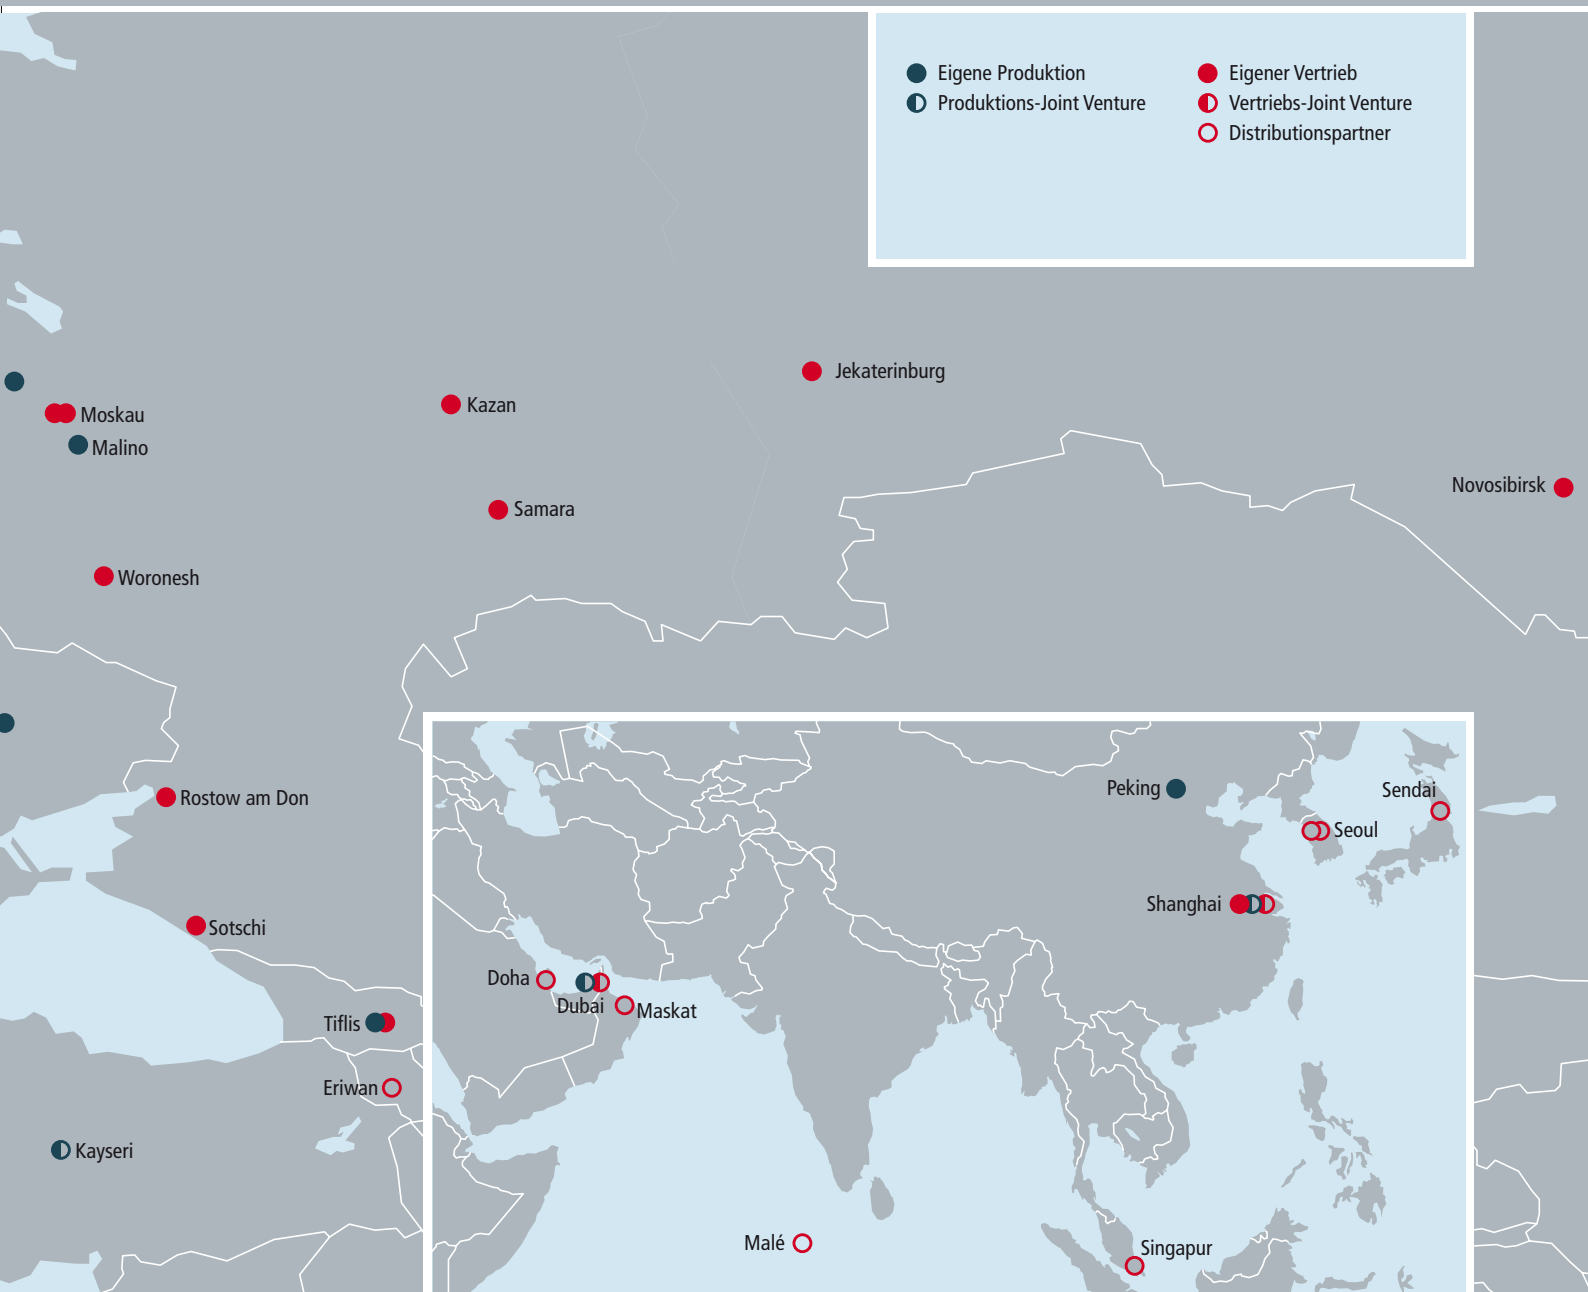 Eigene Produktion
Produktions-Joint Venture
Eigener Vertrieb
Vertriebs-Joint Venture
Distributionspartner
Jekaterinburg
Kazan
Moskau
Malino
Novosibirsk
Samara
Woronesh
Rostow am Don
Sotschi
Tiflis
Eriwan
Kayseri
Peking
Sendai
Seoul
Shanghai
Doha
Dubai
Maskat
Malé
Singapur